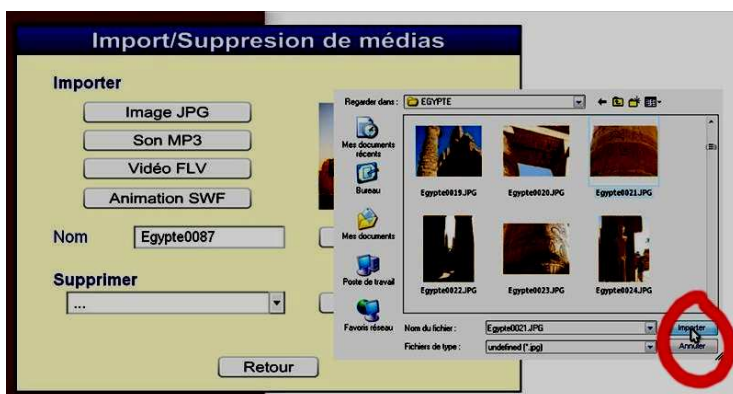 Import/Suppresion de médias
Importer
Image JPG
Son MP3
Vidéo FLV
Animation SWF
Nom
Egypte0087
Supprimer
...
Retour
Regarder dans :
EGYPTE
Mes documents
récents
Bureau
Mes documents
Poste de travail
Favoris réseau
Egypte0019.JPG Egypte0020.JPG Egypte0021.JPG
Egypte0022.JPG Egypte0023.JPG Egypte0024.JPG
Nom du fichier : Egypte0021.JPG Importer
Fichiers de type : undefined (*.jpg) Annuler